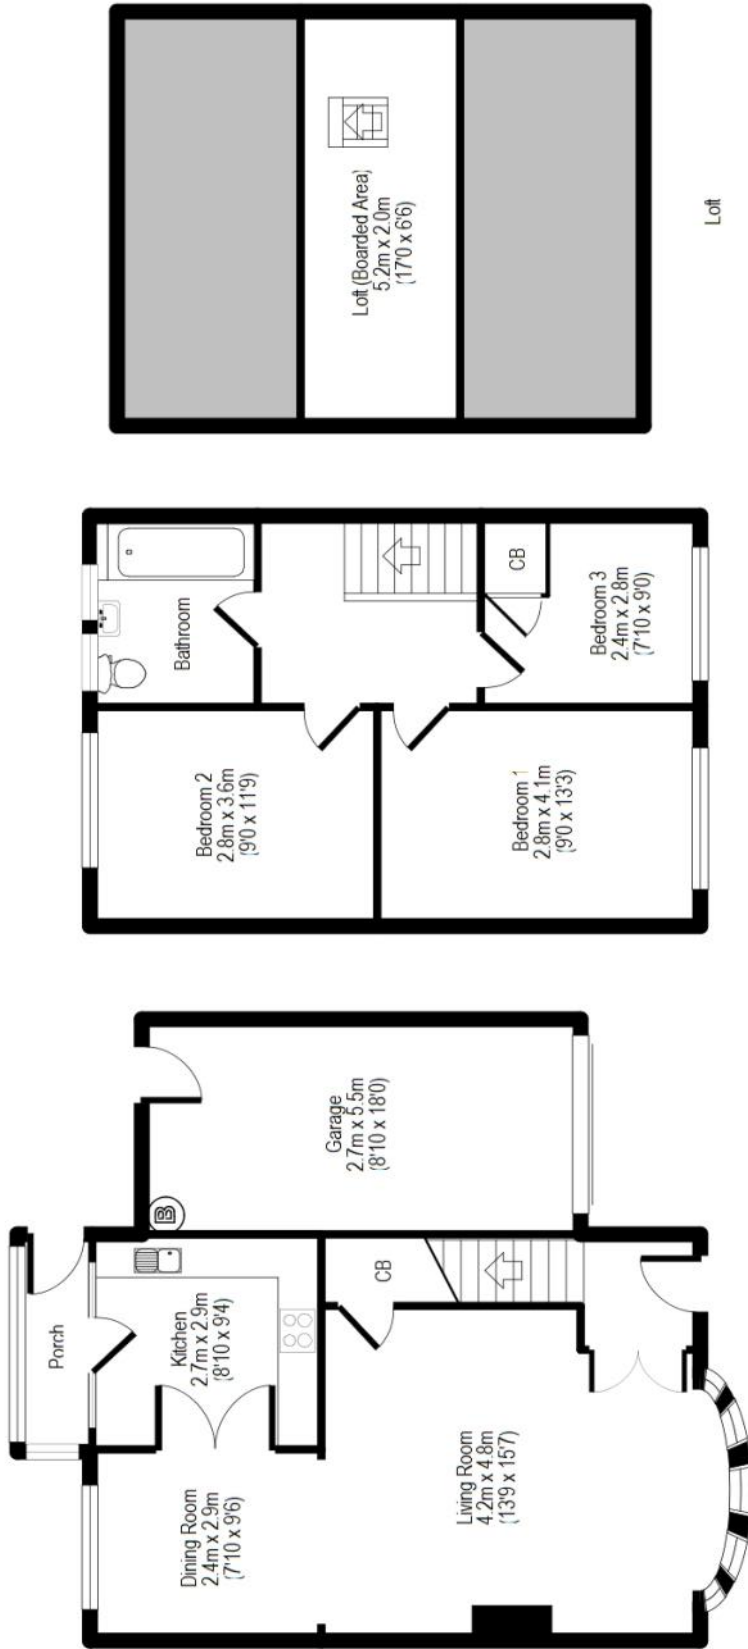 Porch
Kitchen
2.7m x 2.9m
(8'10 x 9'4)
Dining Room
2.4m x 2.9m
(7'10 x 9'6)
Living Room
4.2m x 4.8m
(13'9 x 15'7)
CB
B
Garage
2.7m x 5.5m
(8'10 x 18'0)
Bedroom 2
2.8m x 3.6m
(9'0 x 11'9)
Bathroom
Bedroom 1
2.8m x 4.1m
(9'0 x 13'3)
CB
Bedroom 3
2.4m x 2.8m
(7'10 x 9'0)
Loft (Boarded Area)
5.2m x 2.0m
(17'0 x 6'6)
Loft